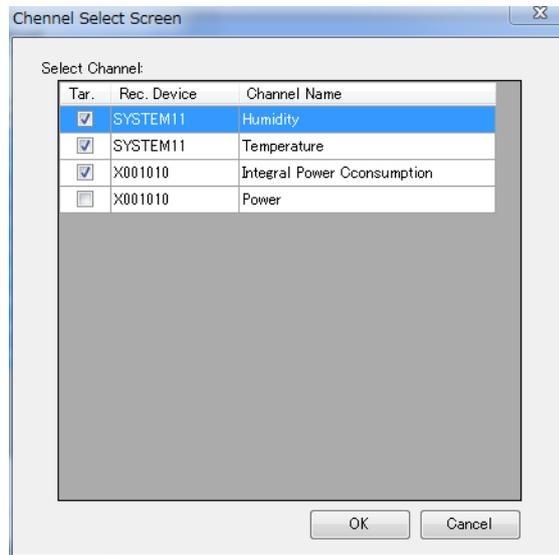 Channel Select Screen
Select Channel:
Tar. Rec. Device Channel Name
SYSTEM11 Humidity
SYSTEM11 Temperature
X001010 Integral Power Cconsumption
X001010 Power
OK Cancel